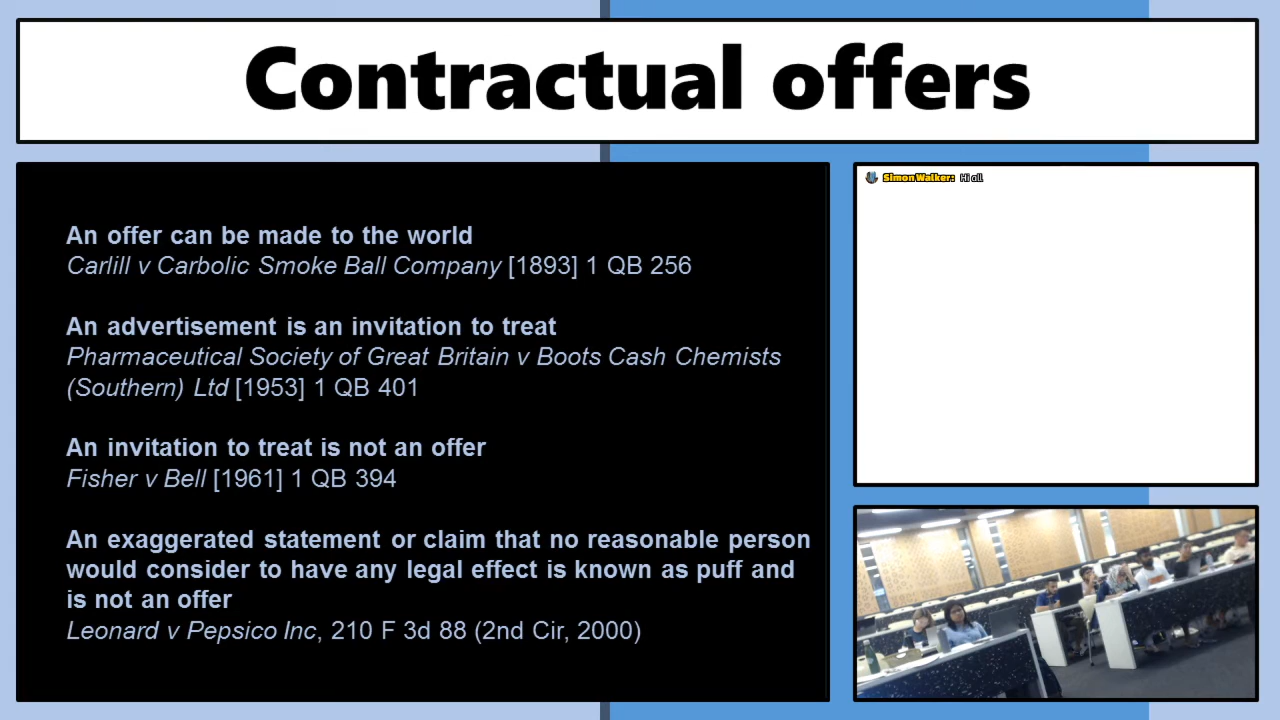 Contractual offers
An offer can be made to the world
Carlill v Carbolic Smoke Ball Company [1893] 1 QB 256
An advertisement is an invitation to treat
Pharmaceutical Society of Great Britain v Boots Cash Chemists
(Southern) Ltd [1953] 1 QB 401
An invitation to treat is not an offer
Fisher v Bell [1961] 1 QB 394
An exaggerated statement or claim that no reasonable person
would consider to have any legal effect is known as puff and
is not an offer
Leonard v Pepsico Inc, 210 F 3d 88 (2nd Cir, 2000)
Simon Walker: Hi all.